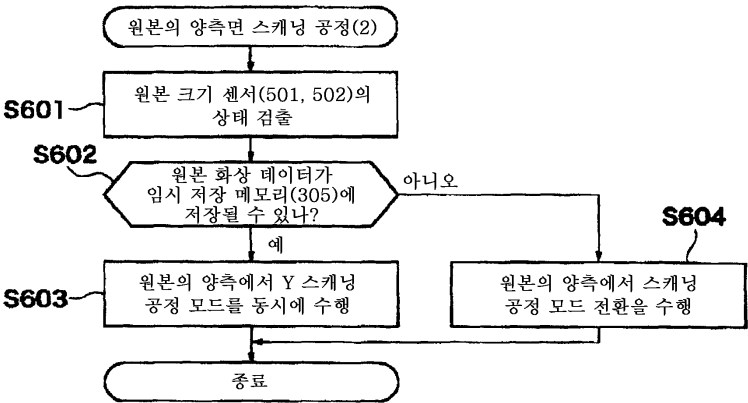 원본의 양측면 스캐닝 공정(2)
S601
원본 크기 센서(501, 502)의
상태 검출
S602
원본 화상 데이터가
임시 저장 메모리(305)에
저장될 수 있나?
아니오
예
S603
원본의 양측에서 Y 스캐닝
공정 모드를 동시에 수행
S604
원본의 양측에서 스캐닝
공정 모드 전환을 수행
종료